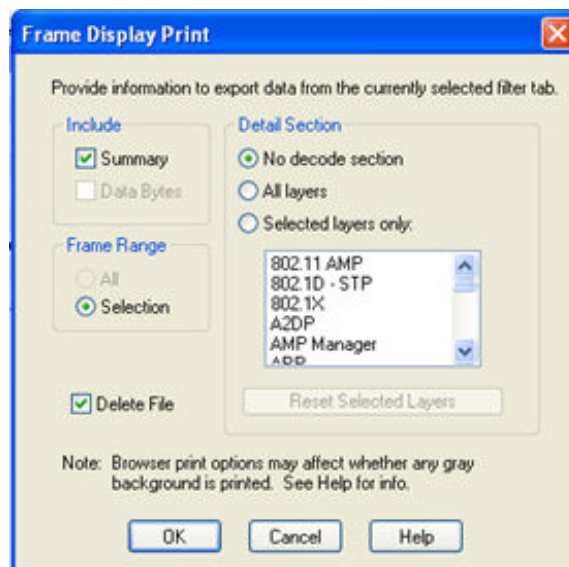 Frame Display Print
Provide information to export data from the currently selected filter tab.
Include
Summary
Data Bytes
Frame Range
All
Selection
Delete File
Detail Section
No decode section
All layers
Selected layers only:
802.11 AMP
802.1D - STP
802.1X
A2DP
AMP Manager
ARP
Reset Selected Layers
Note: Browser print options may affect whether any gray
background is printed. See Help for info.
OK
Cancel
Help